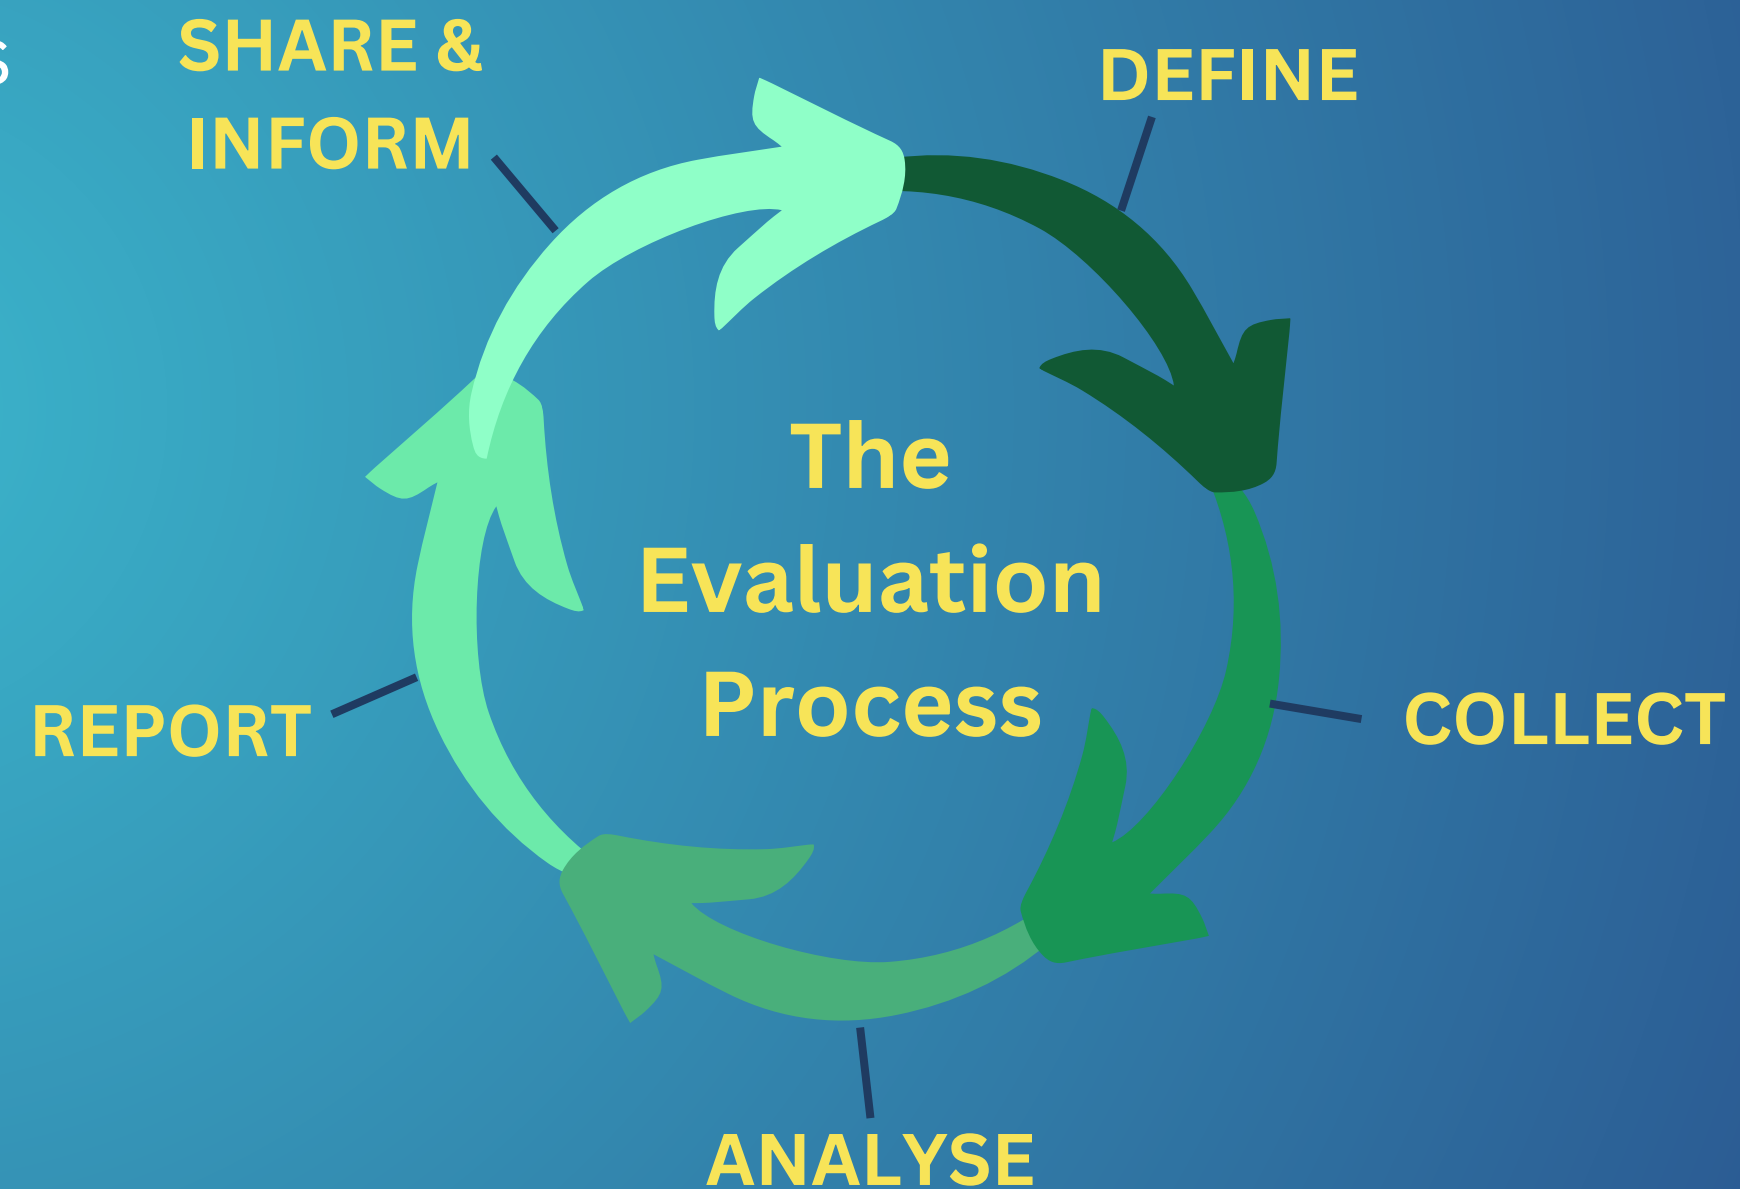 SHARE &
INFORM
DEFINE
The
Evaluation
Process
COLLECT
ANALYSE
REPORT